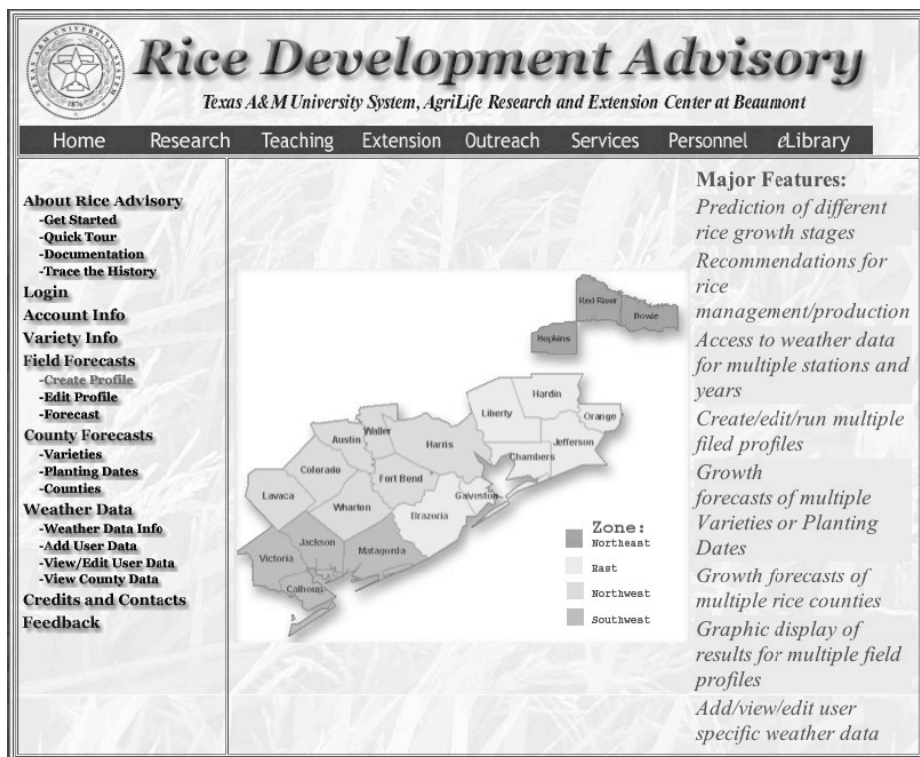 TEXAS A&M UNIVERSITY SYSTEM
1876
Rice Development Advisory
Texas A&M University System, AgriLife Research and Extension Center at Beaumont
Home Research Teaching Extension Outreach Services Personnel eLibrary
About Rice Advisory
-Get Started
-Quick Tour
-Documentation
-Trace the History
Login
Account Info
Variety Info
Field Forecasts
-Create Profile
-Edit Profile
-Forecast
County Forecasts
-Varieties
-Planting Dates
-Counties
Weather Data
-Weather Data Info
-Add User Data
-View/Edit User Data
-View County Data
Credits and Contacts
Feedback
Red River
Bowie
Hopkins
Hardin
Liberty
Orange
Waller
Austin
Harris
Jefferson
Chambers
Colorado
Fort Bend
Lavaca
Galveston
Wharton
Brazoria
Jackson
Matagorda
Victoria
Calhoun
Zone:
Northeast
East
Northwest
Southwest
Major Features:
Prediction of different
rice growth stages
Recommendations for
rice
management/production
Access to weather data
for multiple stations and
years
Create/edit/run multiple
filed profiles
Growth
forecasts of multiple
Varieties or Planting
Dates
Growth forecasts of
multiple rice counties
Graphic display of
results for multiple field
profiles
Add/view/edit user
specific weather data